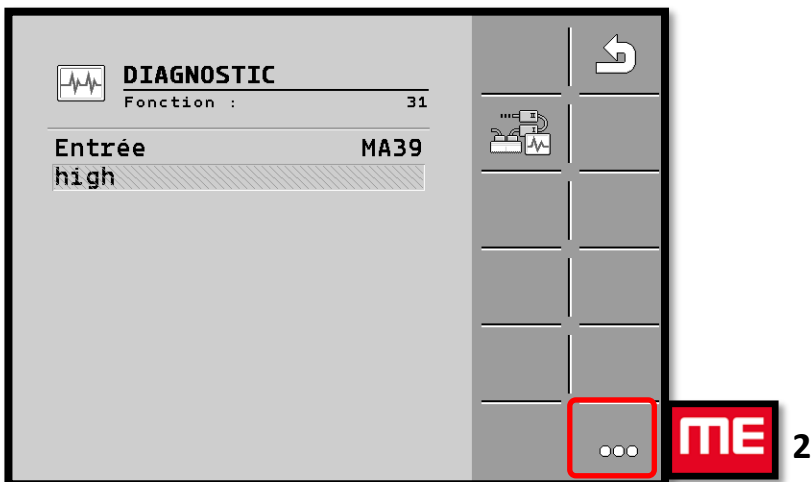 DIAGNOSTIC
Fonction : 31
Entrée MA39
high
ME 2